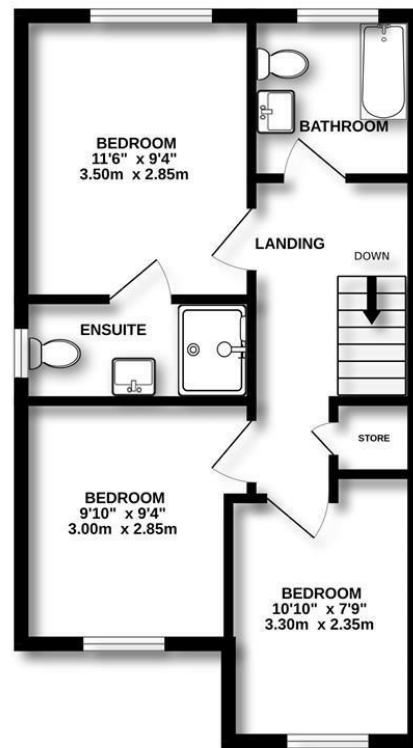 BEDROOM
11'6" x 9'4"
3.50m x 2.85m
BATHROOM
LANDING
DOWN
ENSUITE
STORE
BEDROOM
9'10" x 9'4"
3.00m x 2.85m
BEDROOM
10'10" x 7'9"
3.30m x 2.35m